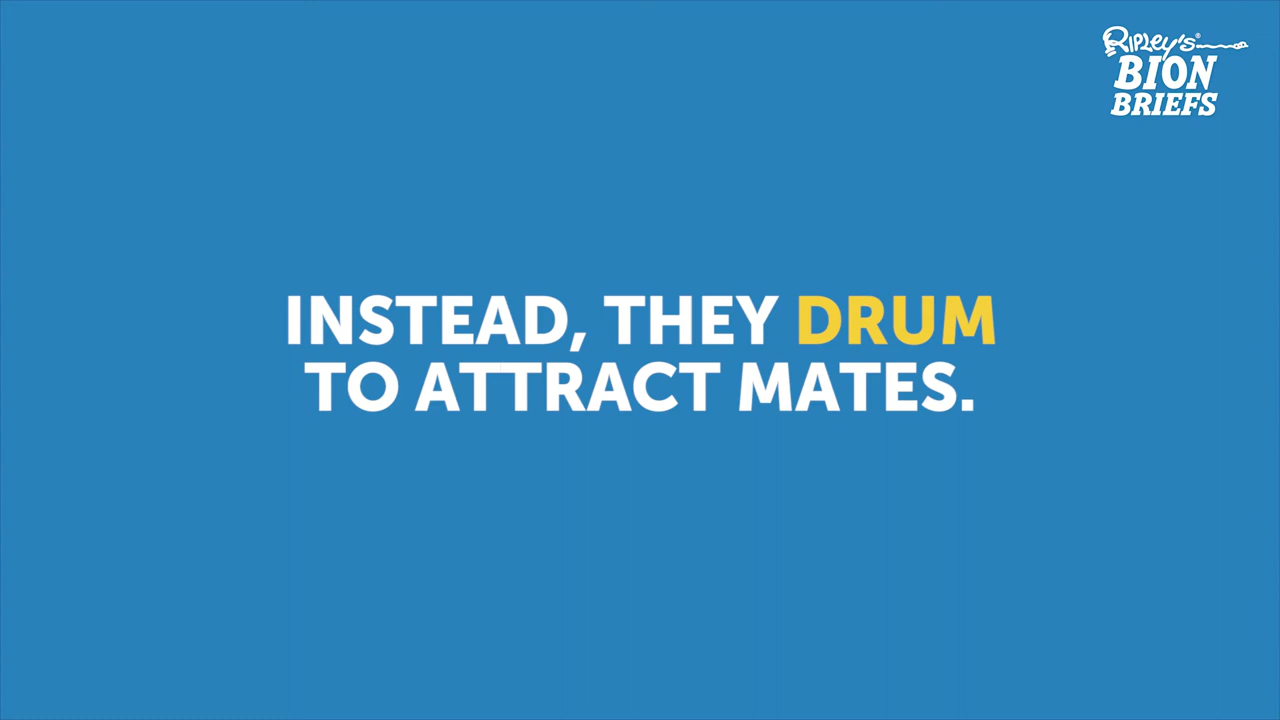 RIPLEY'S®
BION
BRIEFS
INSTEAD, THEY DRUM
TO ATTRACT MATES.